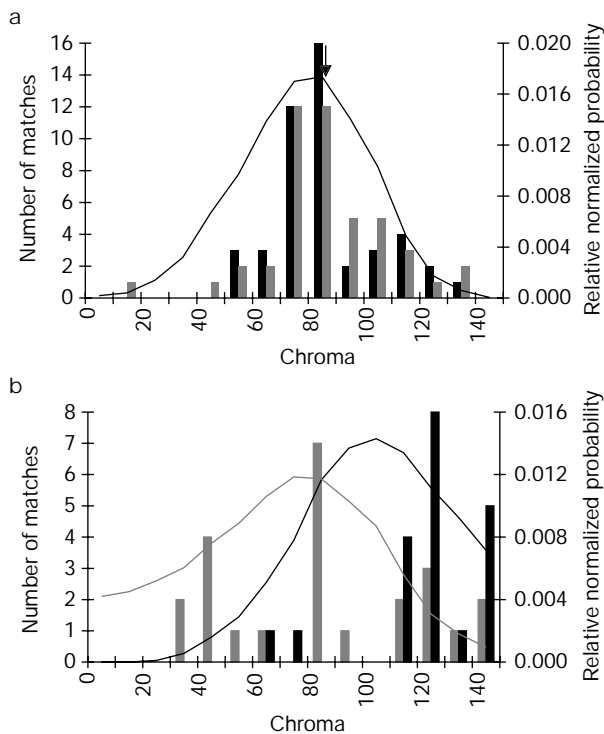 a
Number of matches
16
14
12
10
8
6
4
2
0
0.020
0.016
0.012
0.008
0.004
0.000
Relative normalized probability
0 20 40 60 80 100 120 140
Chroma
b
Number of matches
8
7
6
5
4
3
2
1
0
0.016
0.012
0.008
0.004
0.000
Relative normalized probability
0 20 40 60 80 100 120 140
Chroma